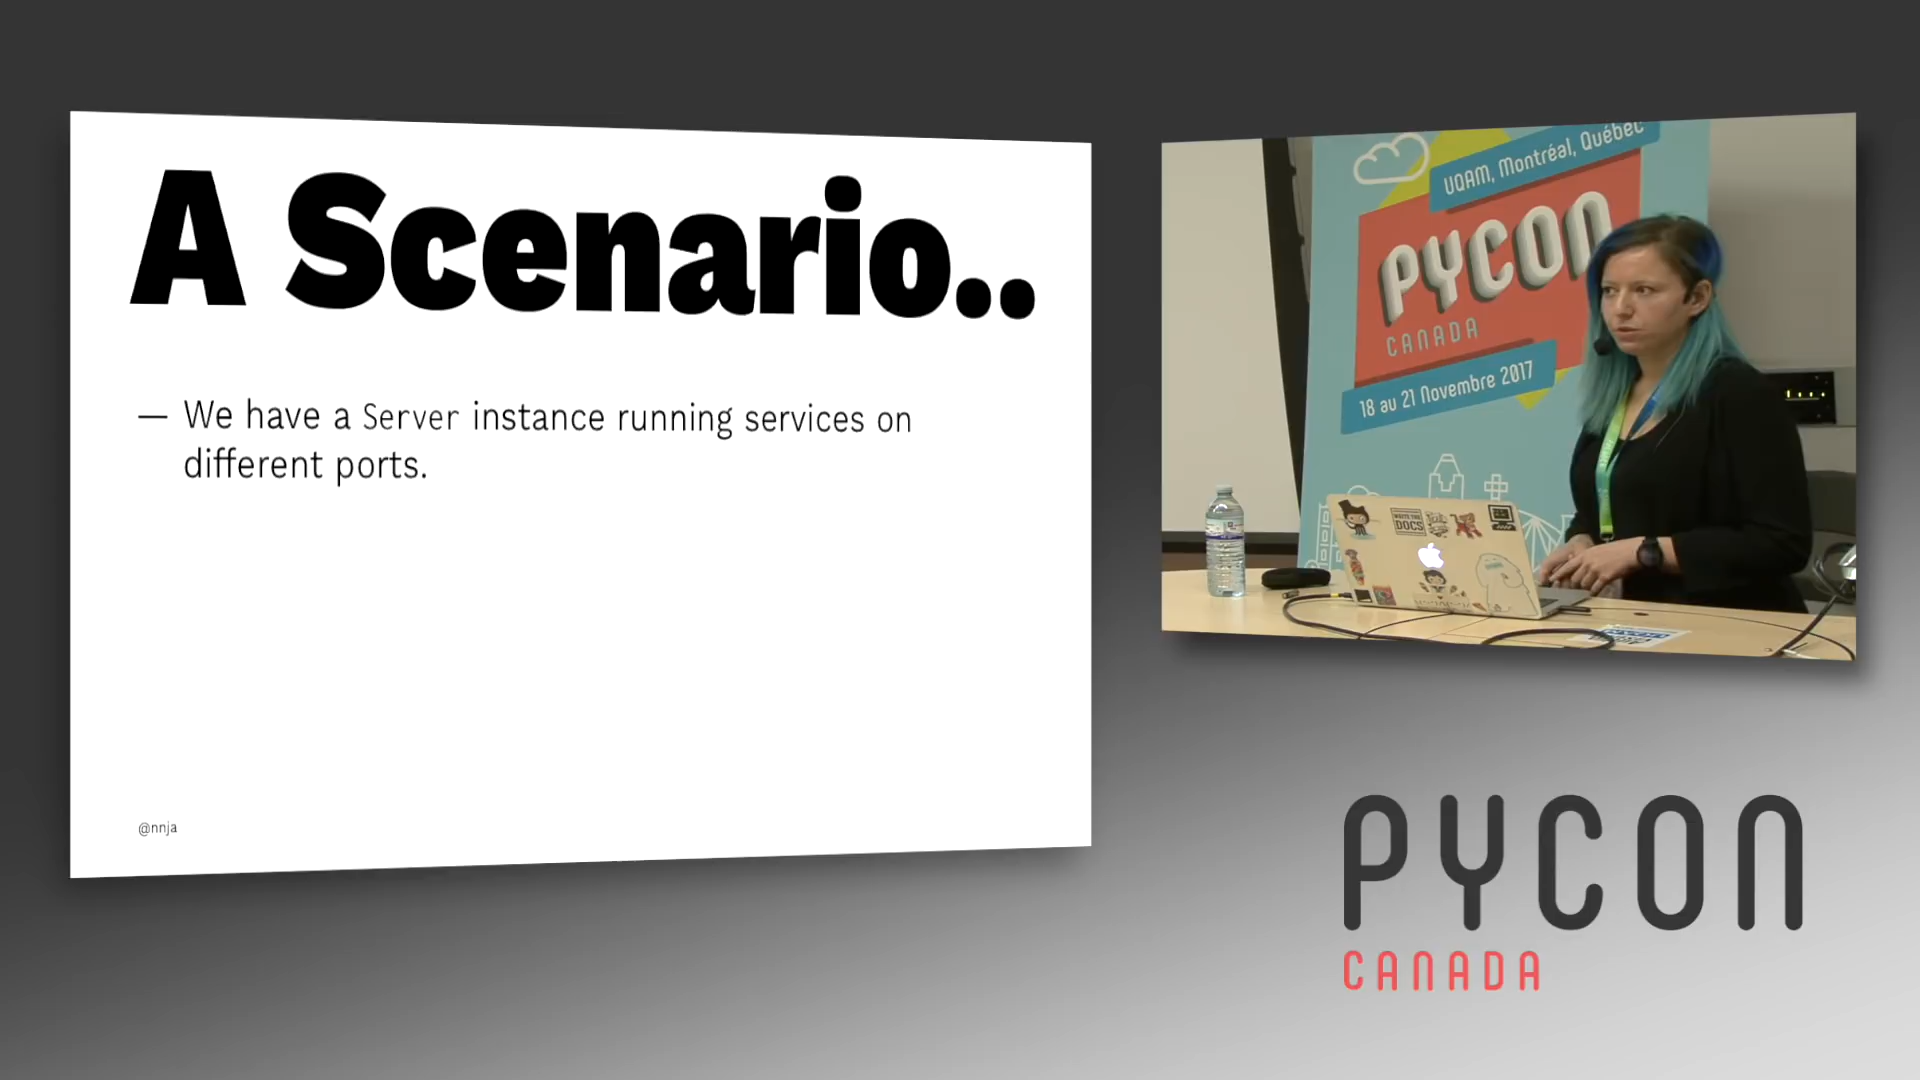 A Scenario..
— We have a Server instance running services on
different ports.
@nnja
UQAM, Montréal, Québec
PYCON
CANADA
18 au 21 Novembre 2017
WRITE THE
DOCS
PYCON
CANADA